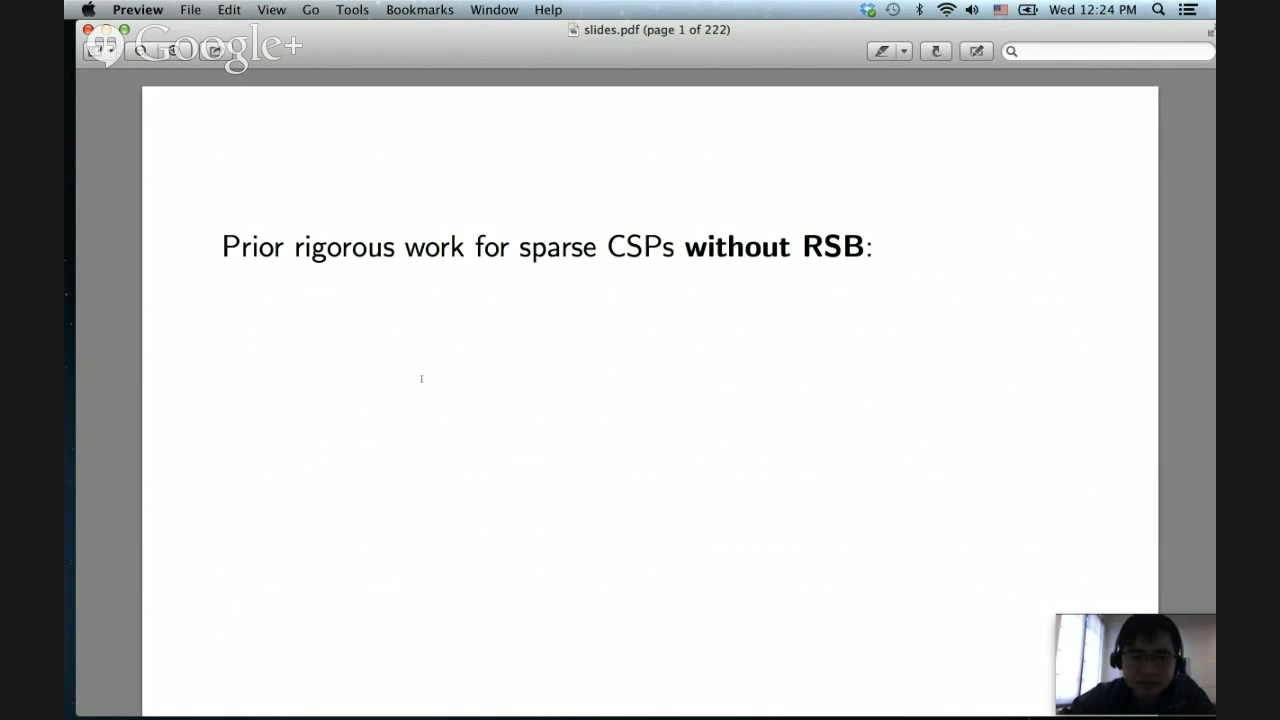 Preview File Edit View Go Tools Bookmarks Window Help Wed 12:24 PM
slides.pdf (page 1 of 222)
Google+
Prior rigorous work for sparse CSPs without RSB: